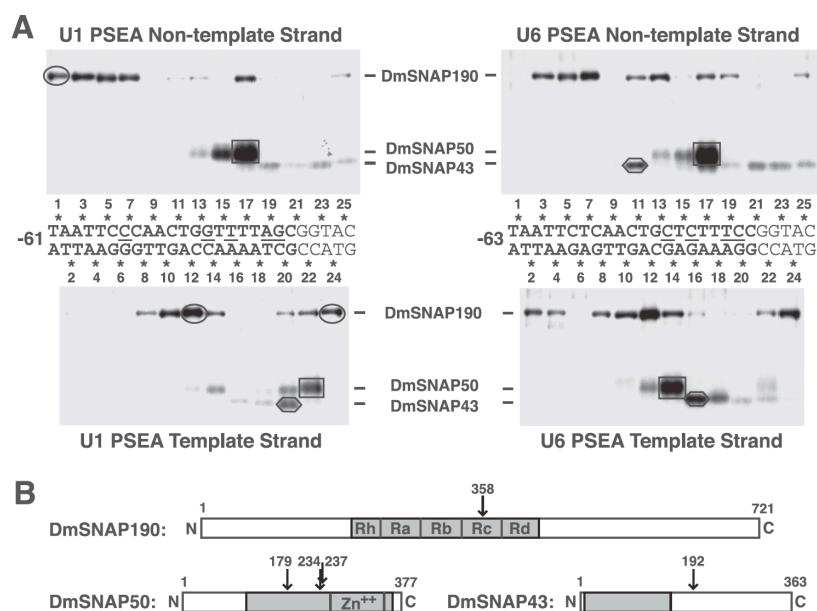 A
U1 PSEA Non-template Strand
U6 PSEA Non-template Strand
DmSNAP190
DmSNAP50
DmSNAP43
1 3 5 7 9 11 13 15 17 19 21 23 25
1 3 5 7 9 11 13 15 17 19 21 23 25
* * * * * * * * * * * * *
* * * * * * * * * * * * *
-61
TAATTCCCAACTGGTTTTAGCGGTAC
ATTAAGGGTTGACCAAAATCGCCATG
-63
TAATTCTCAACTGCTCTTTCCGGTAC
ATTAAGAGTTGACGAGAAAGGCCATG
* * * * * * * * * * * *
* * * * * * * * * * * *
2 4 6 8 10 12 14 16 18 20 22 24
2 4 6 8 10 12 14 16 18 20 22 24
DmSNAP190
DmSNAP50
DmSNAP43
U1 PSEA Template Strand
U6 PSEA Template Strand
B
1 358 721
DmSNAP190: N Rh Ra Rb Rc Rd C
1 179 234 237 377
DmSNAP50: N Zn++ C
1 192 363
DmSNAP43: N C